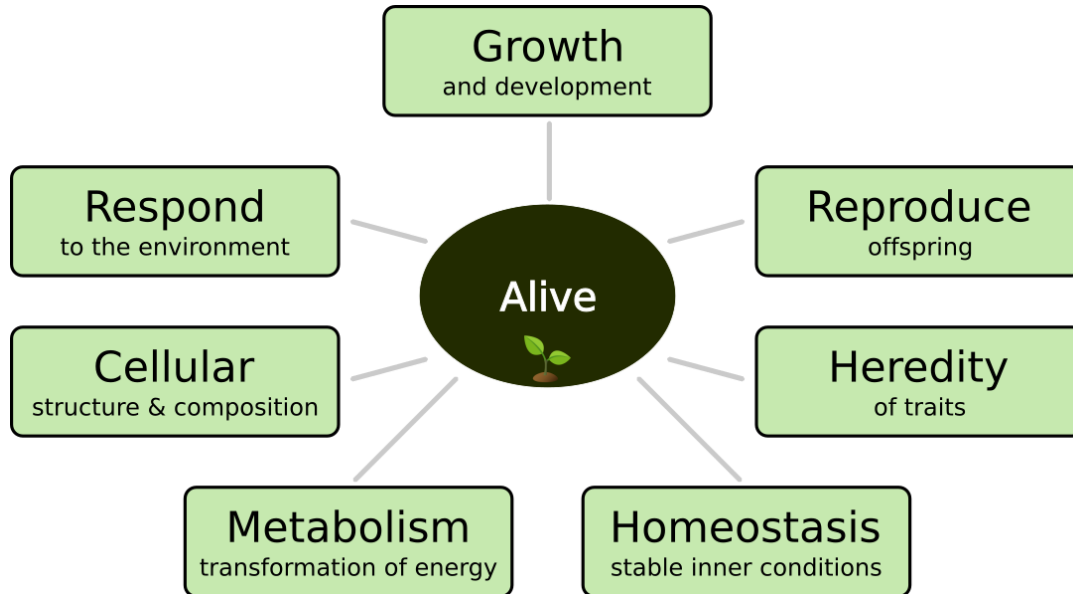 Growth
and development
Respond
to the environment
Reproduce
offspring
Alive
Cellular
structure & composition
Heredity
of traits
Metabolism
transformation of energy
Homeostasis
stable inner conditions